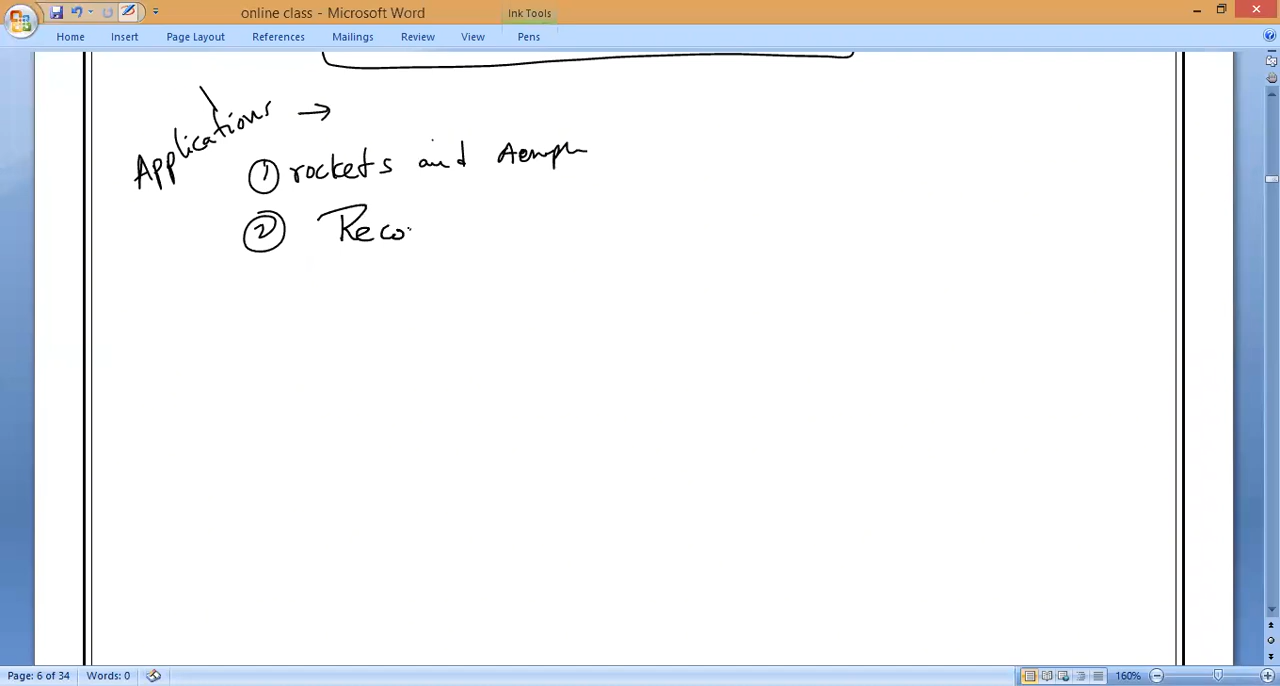 online class - Microsoft Word
Ink Tools
Home Insert Page Layout References Mailings Review View Pens
Applications →
① rockets and
② Reco
Page: 6 of 34 Words: 0 160%